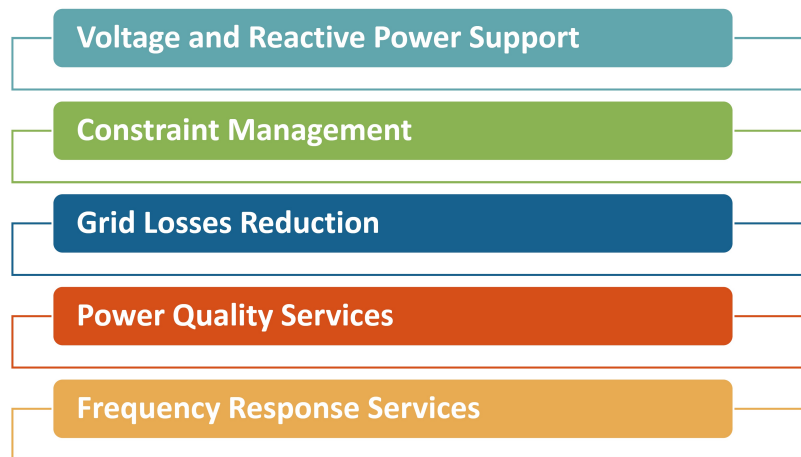 Voltage and Reactive Power Support
Constraint Management
Grid Losses Reduction
Power Quality Services
Frequency Response Services